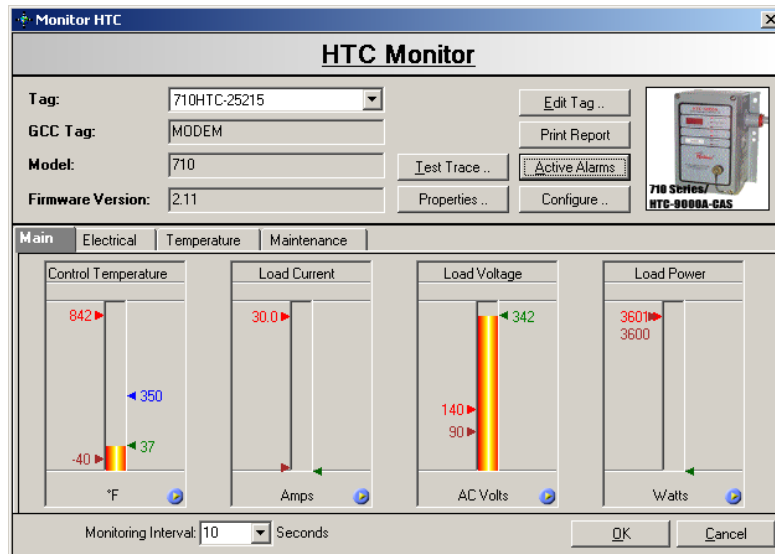 Monitor HTC
HTC Monitor
Tag: 710HTC-25215 Edit Tag ..
GCC Tag: MODEM Print Report
Model: 710 Test Trace .. Active Alarms
Firmware Version: 2.11 Properties .. Configure ..
710 Series/
HTC-9000A-GAS
Main Electrical Temperature Maintenance
Control Temperature Load Current Load Voltage Load Power
842 30.0 342 3601
3600
350
140
90
37
-40
°F Amps AC Volts Watts
Monitoring Interval: 10 Seconds OK Cancel